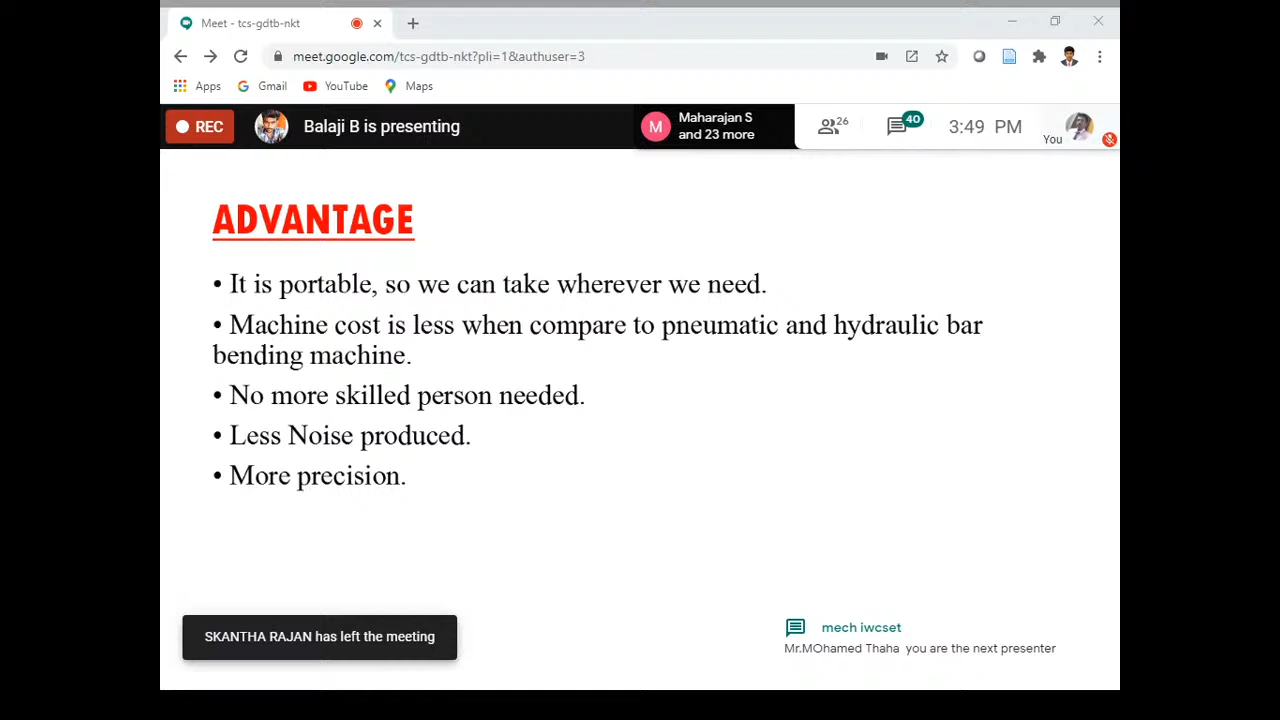 Meet - tcs-gdtb-nkt
meet.google.com/tcs-gdtb-nkt?pli=1&authuser=3
Apps
Gmail
YouTube
Maps
REC
Balaji B is presenting
M
Maharajan S
and 23 more
26
40
3:49 PM
You
ADVANTAGE
• It is portable, so we can take wherever we need.
• Machine cost is less when compare to pneumatic and hydraulic bar
bending machine.
• No more skilled person needed.
• Less Noise produced.
• More precision.
SKANTHA RAJAN has left the meeting
mech iwcset
Mr.MOhamed Thaha you are the next presenter